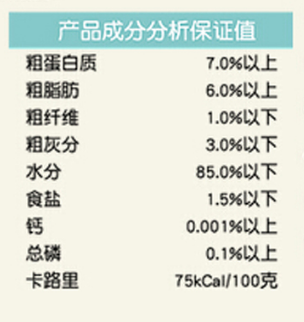 产品成分分析保证值
粗蛋白质 7.0%以上
粗脂肪 6.0%以上
粗纤维 1.0%以下
粗灰分 3.0%以下
水分 85.0%以下
食盐 1.5%以下
钙 0.001%以上
总磷 0.1%以上
卡路里 75kCal/100克